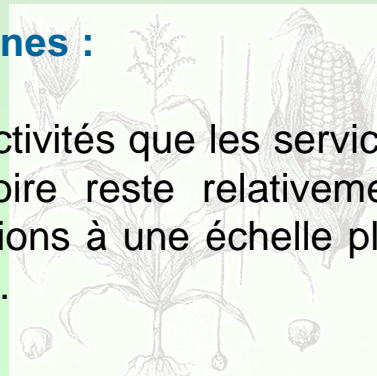 nes :
ctivités que les servic
oire reste relativeme
ions à une échelle pl
.